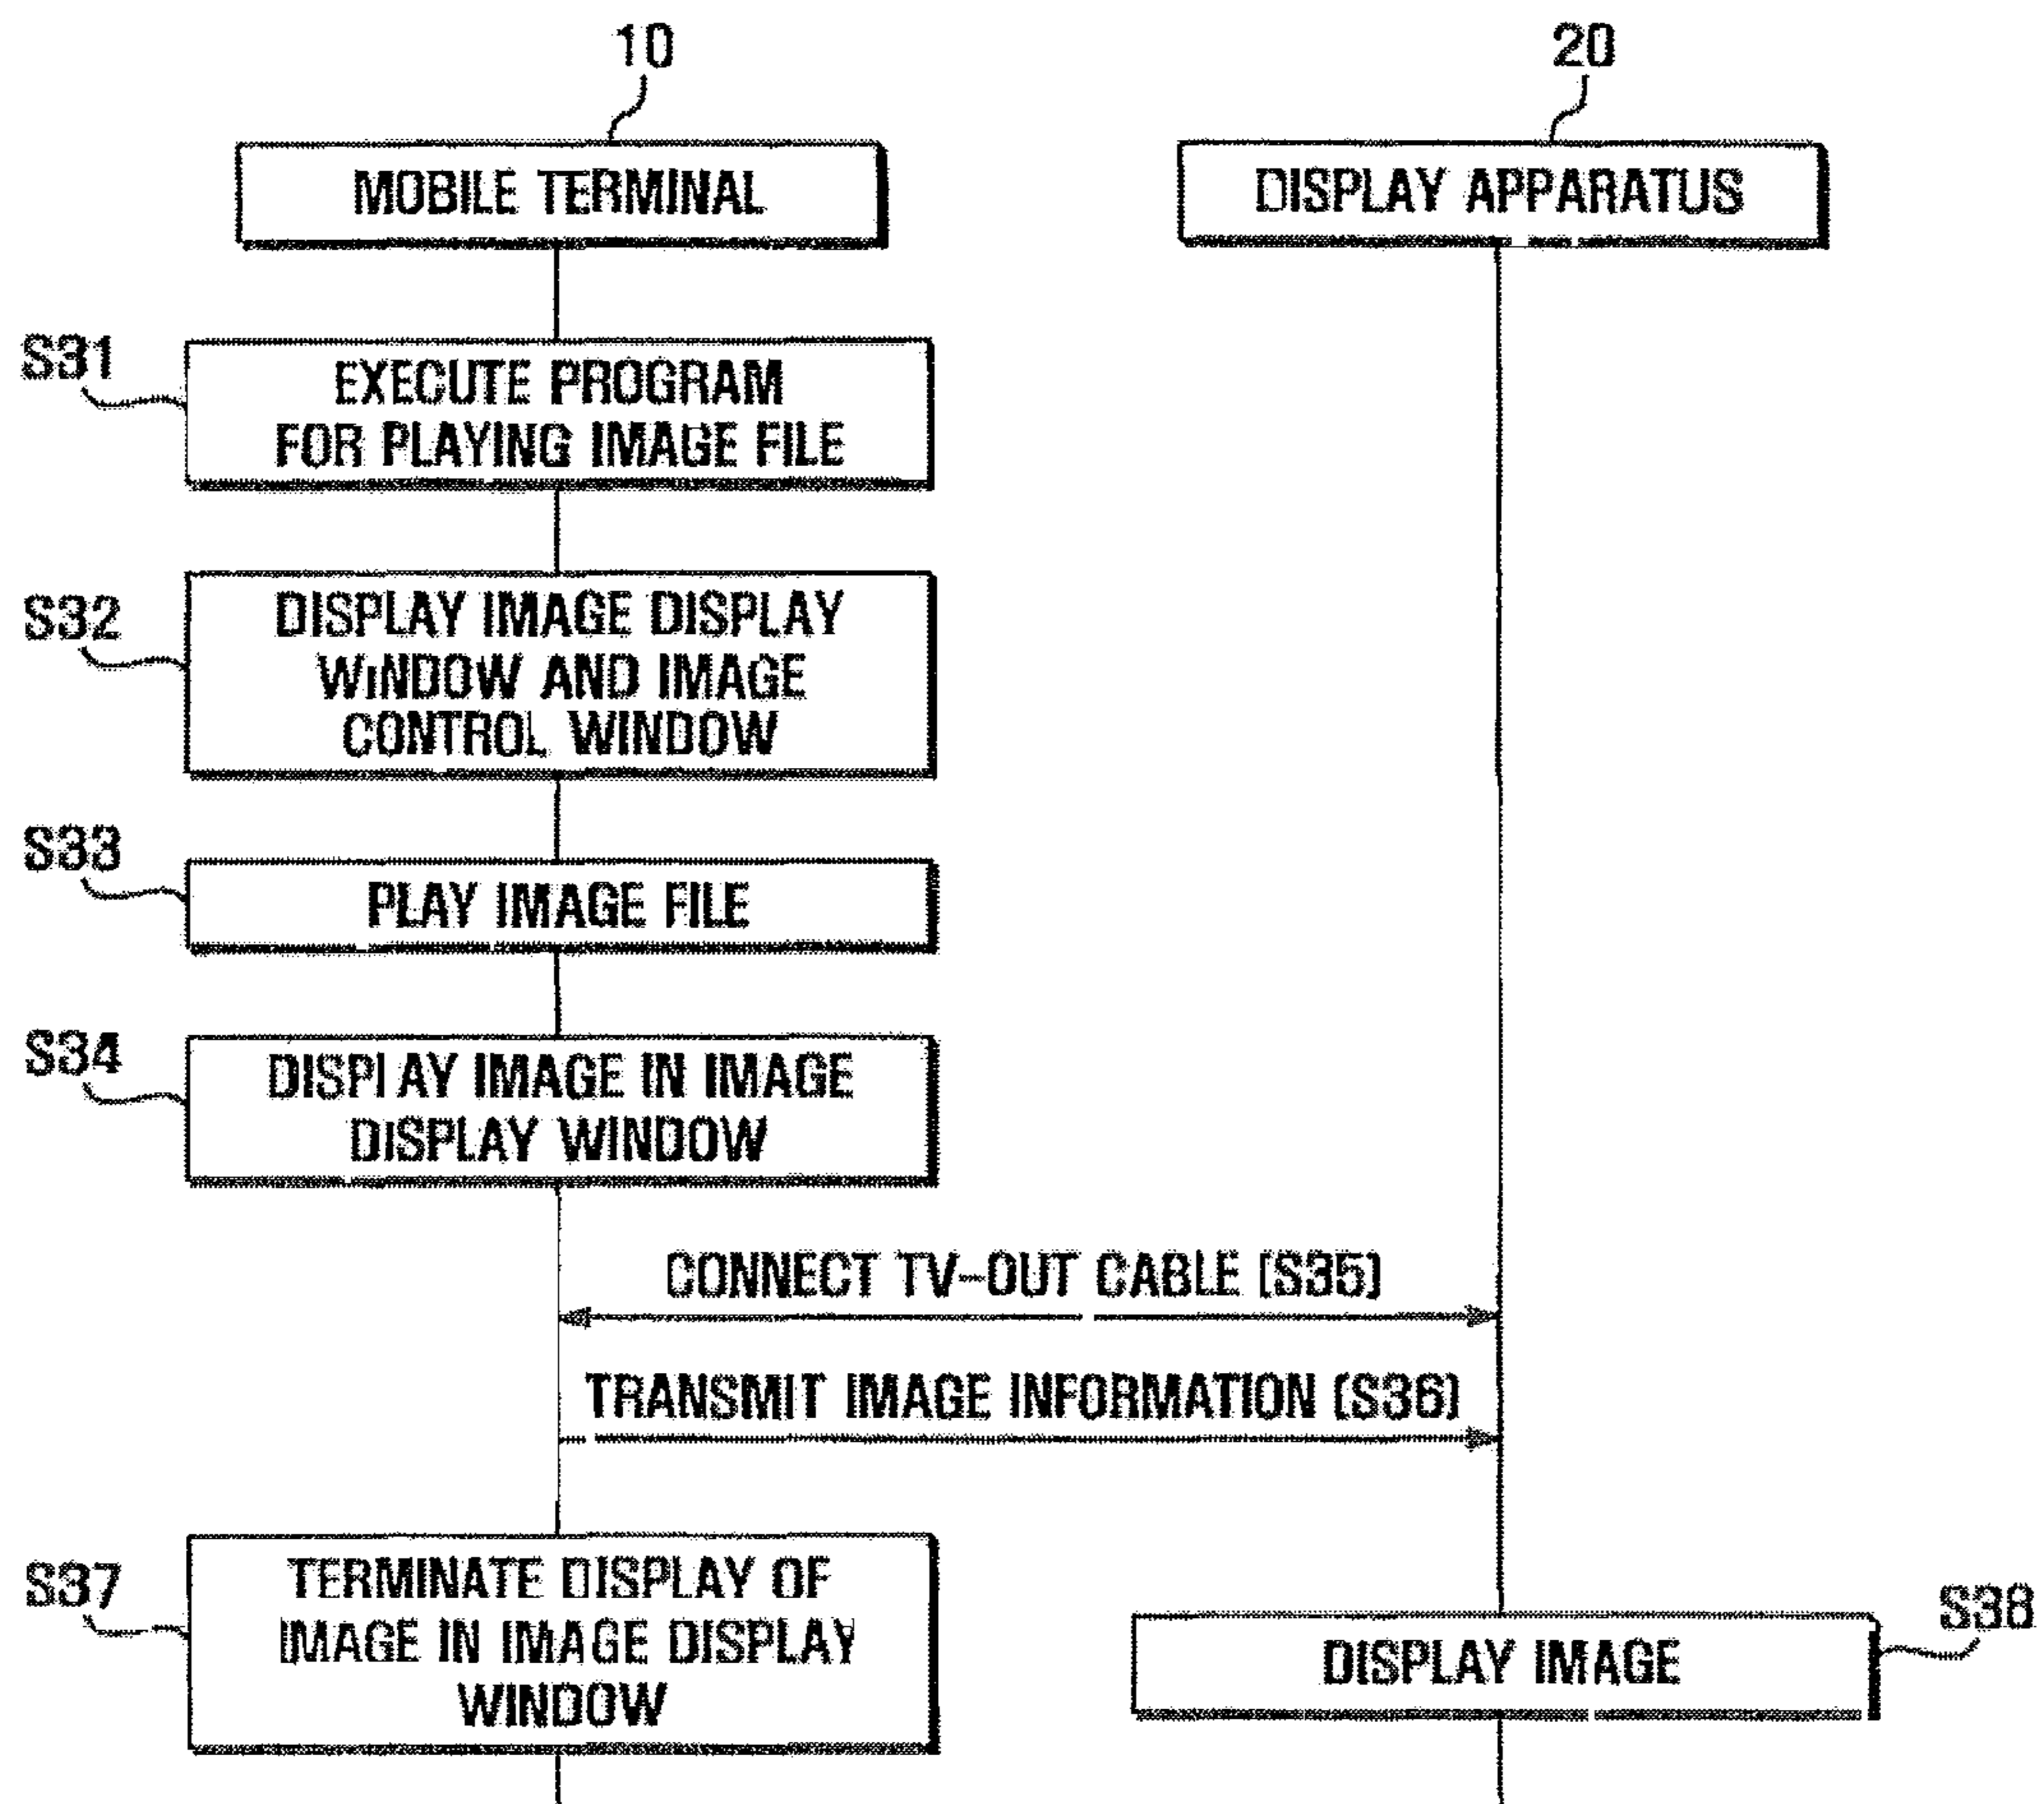 10
20
MOBILE TERMINAL
DISPLAY APPARATUS
S31
EXECUTE PROGRAM
FOR PLAYING IMAGE FILE
S32
DISPLAY IMAGE DISPLAY
WINDOW AND IMAGE
CONTROL WINDOW
S33
PLAY IMAGE FILE
S34
DISPLAY IMAGE IN IMAGE
DISPLAY WINDOW
CONNECT TV-OUT CABLE (S35)
TRANSMIT IMAGE INFORMATION (S36)
S37
TERMINATE DISPLAY OF
IMAGE IN IMAGE DISPLAY
WINDOW
S38
DISPLAY IMAGE